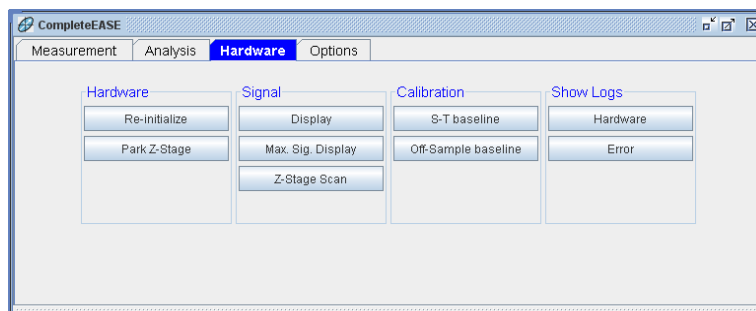 CompleteEASE
Measurement Analysis Hardware Options
Hardware Signal Calibration Show Logs
Re-initialize Display S-T baseline Hardware
Park Z-Stage Max. Sig. Display Off-Sample baseline Error
Z-Stage Scan